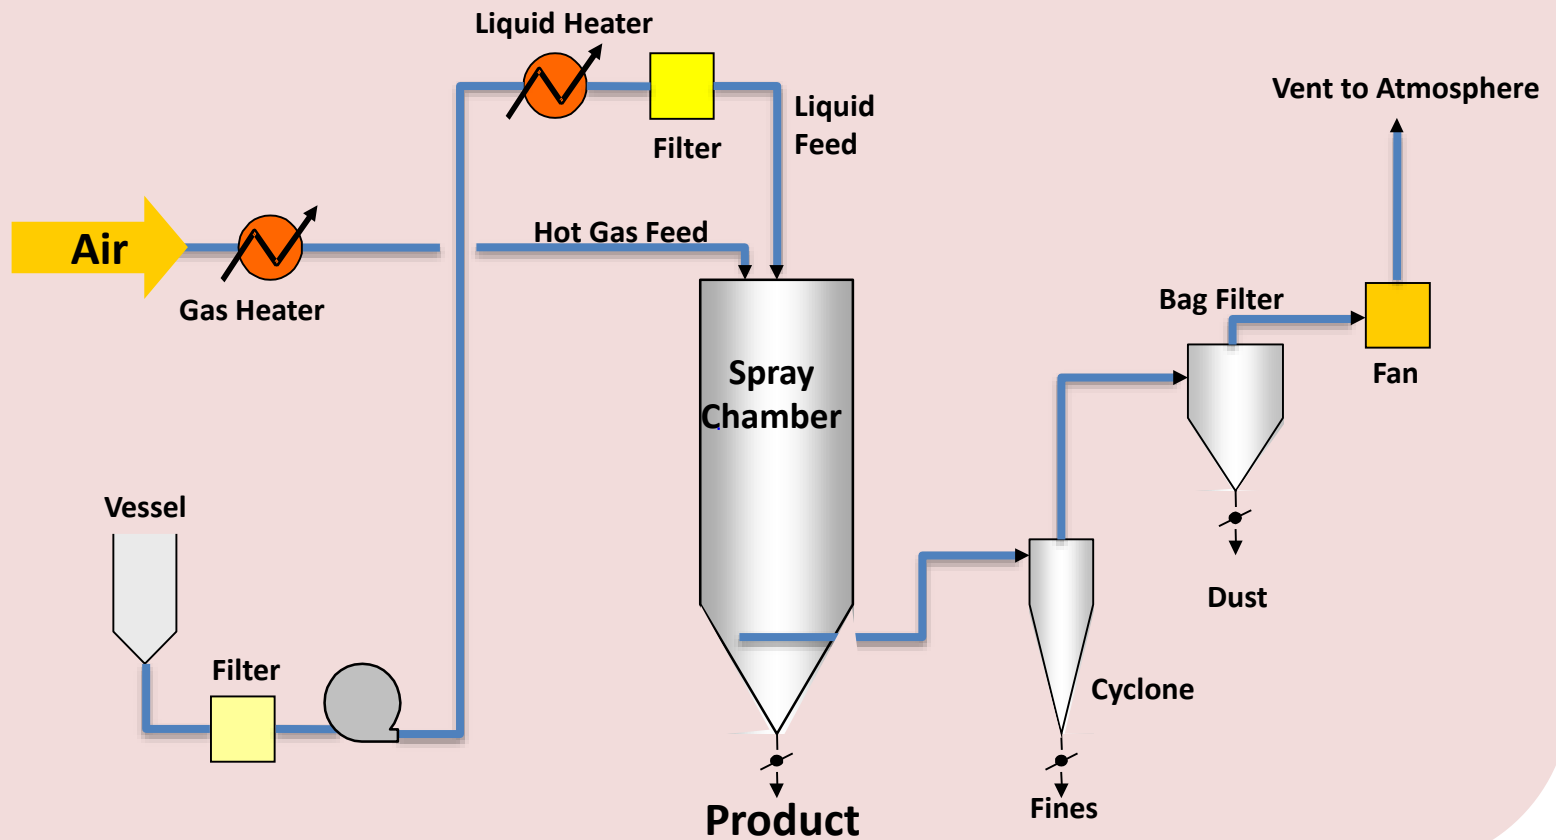 Liquid Heater
Vent to Atmosphere
Liquid
Feed
Filter
Air
Hot Gas Feed
Gas Heater
Bag Filter
Spray
Chamber
Fan
Vessel
Dust
Filter
Cyclone
Product
Fines